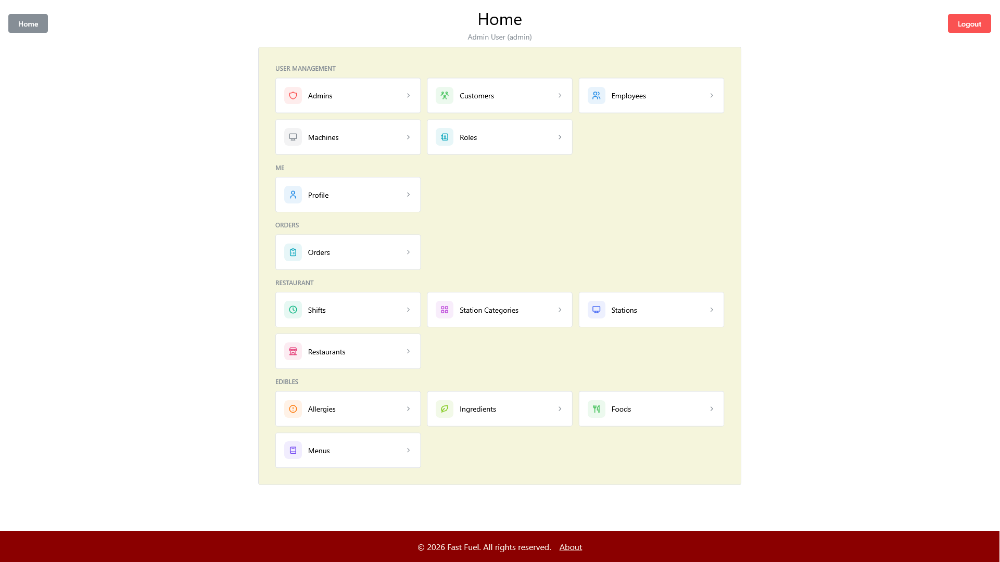 Home
Home
Admin User (admin)
Logout
USER MANAGEMENT
Admins
Customers
Employees
Machines
Roles
ME
Profile
ORDERS
Orders
RESTAURANT
Shifts
Station Categories
Stations
Restaurants
EDIBLES
Allergies
Ingredients
Foods
Menus
© 2026 Fast Fuel. All rights reserved. About